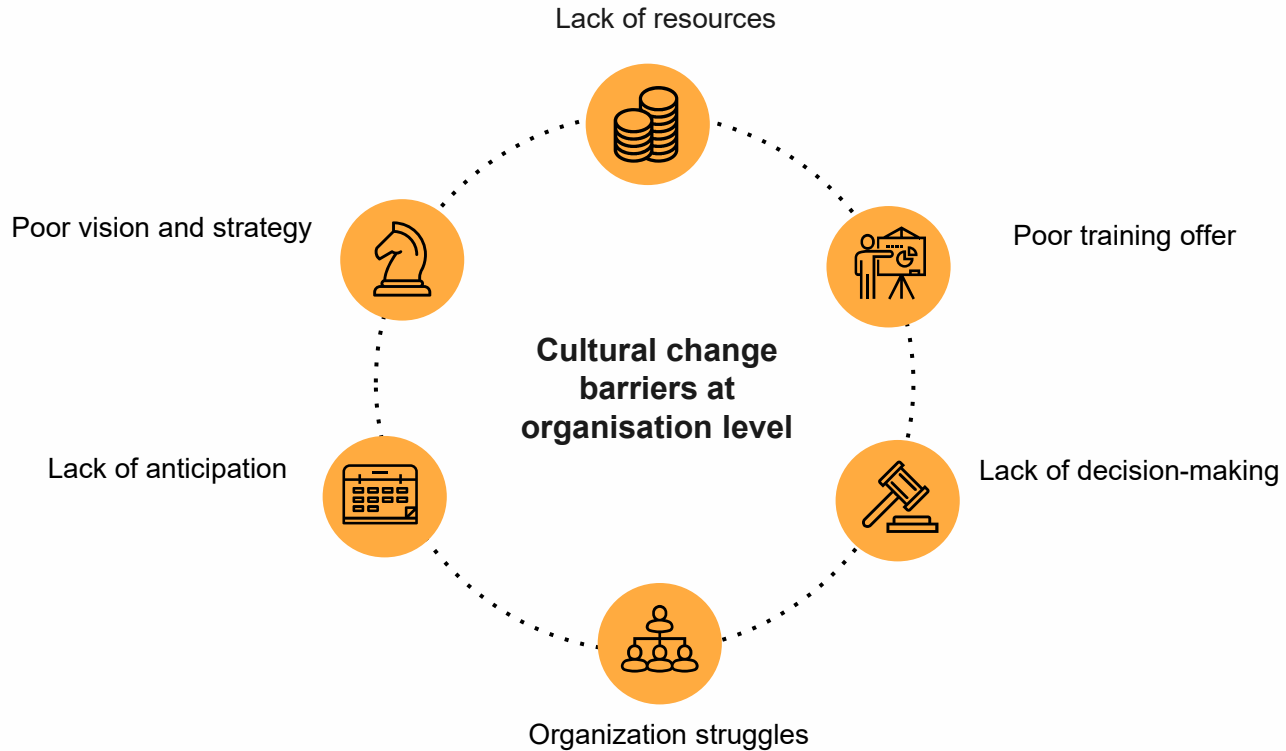 Lack of resources
Poor vision and strategy
Poor training offer
Cultural change
barriers at
organisation level
Lack of anticipation
Lack of decision-making
Organization struggles